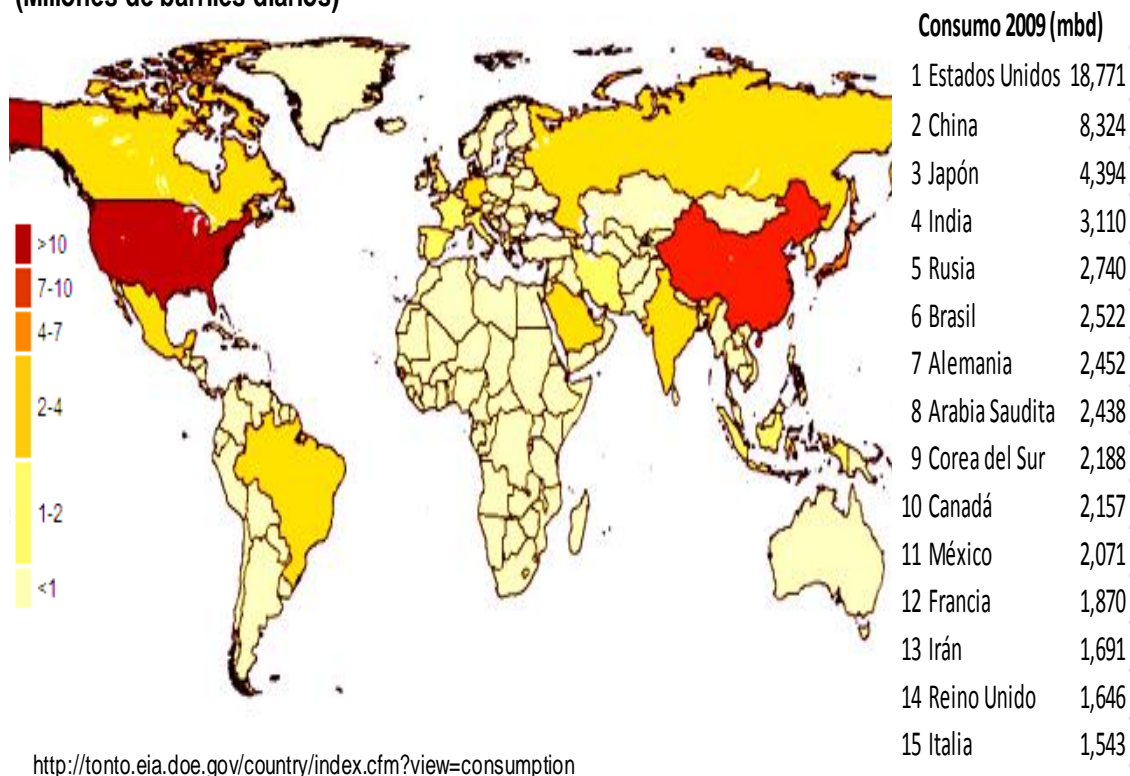 (Millones de barriles diarios)
Consumo 2009 (mbd)
1 Estados Unidos 18,771
2 China 8,324
3 Japón 4,394
4 India 3,110
5 Rusia 2,740
6 Brasil 2,522
7 Alemania 2,452
8 Arabia Saudita 2,438
9 Corea del Sur 2,188
10 Canadá 2,157
11 México 2,071
12 Francia 1,870
13 Irán 1,691
14 Reino Unido 1,646
15 Italia 1,543
>10
7-10
4-7
2-4
1-2
<1
http://tonto.eia.doe.gov/country/index.cfm?view=consumption